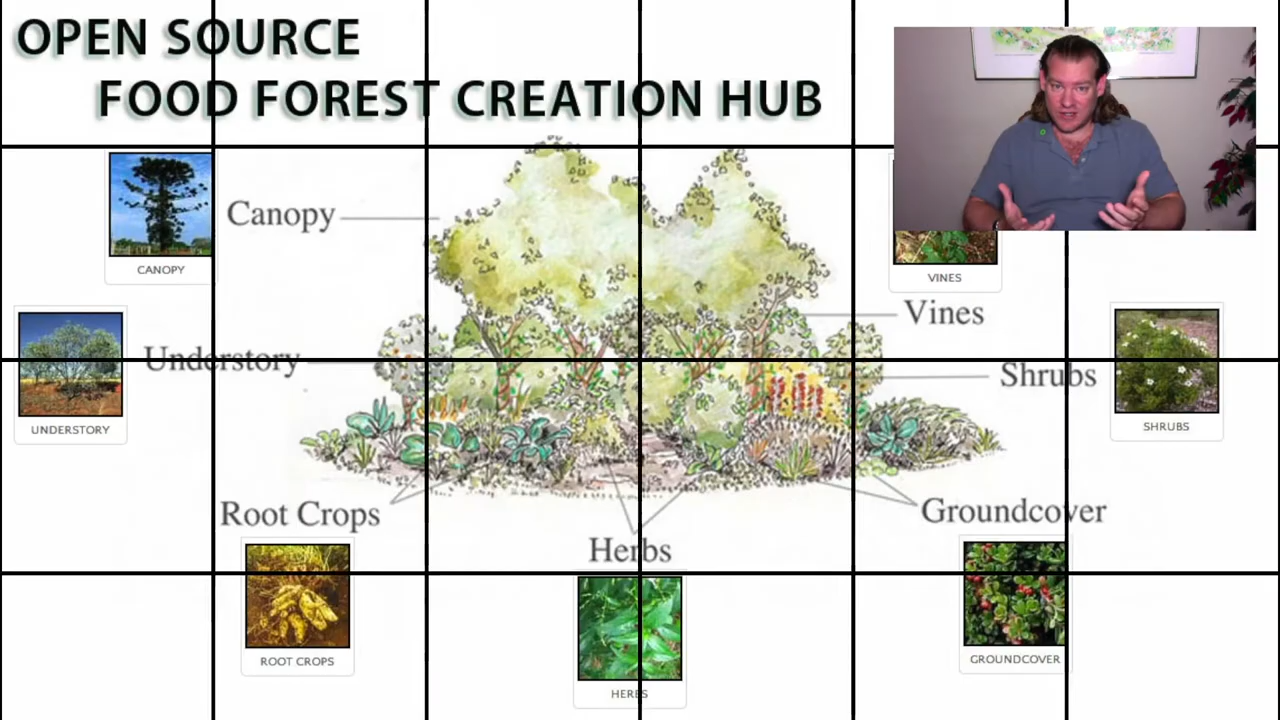 OPEN SOURCE
FOOD FOREST CREATION HUB
Canopy
CANOPY
VINES
Vines
Understory
Shrubs
UNDERSTORY
SHRUBS
Root Crops
Groundcover
Herbs
ROOT CROPS
GROUNDCOVER
HERBS